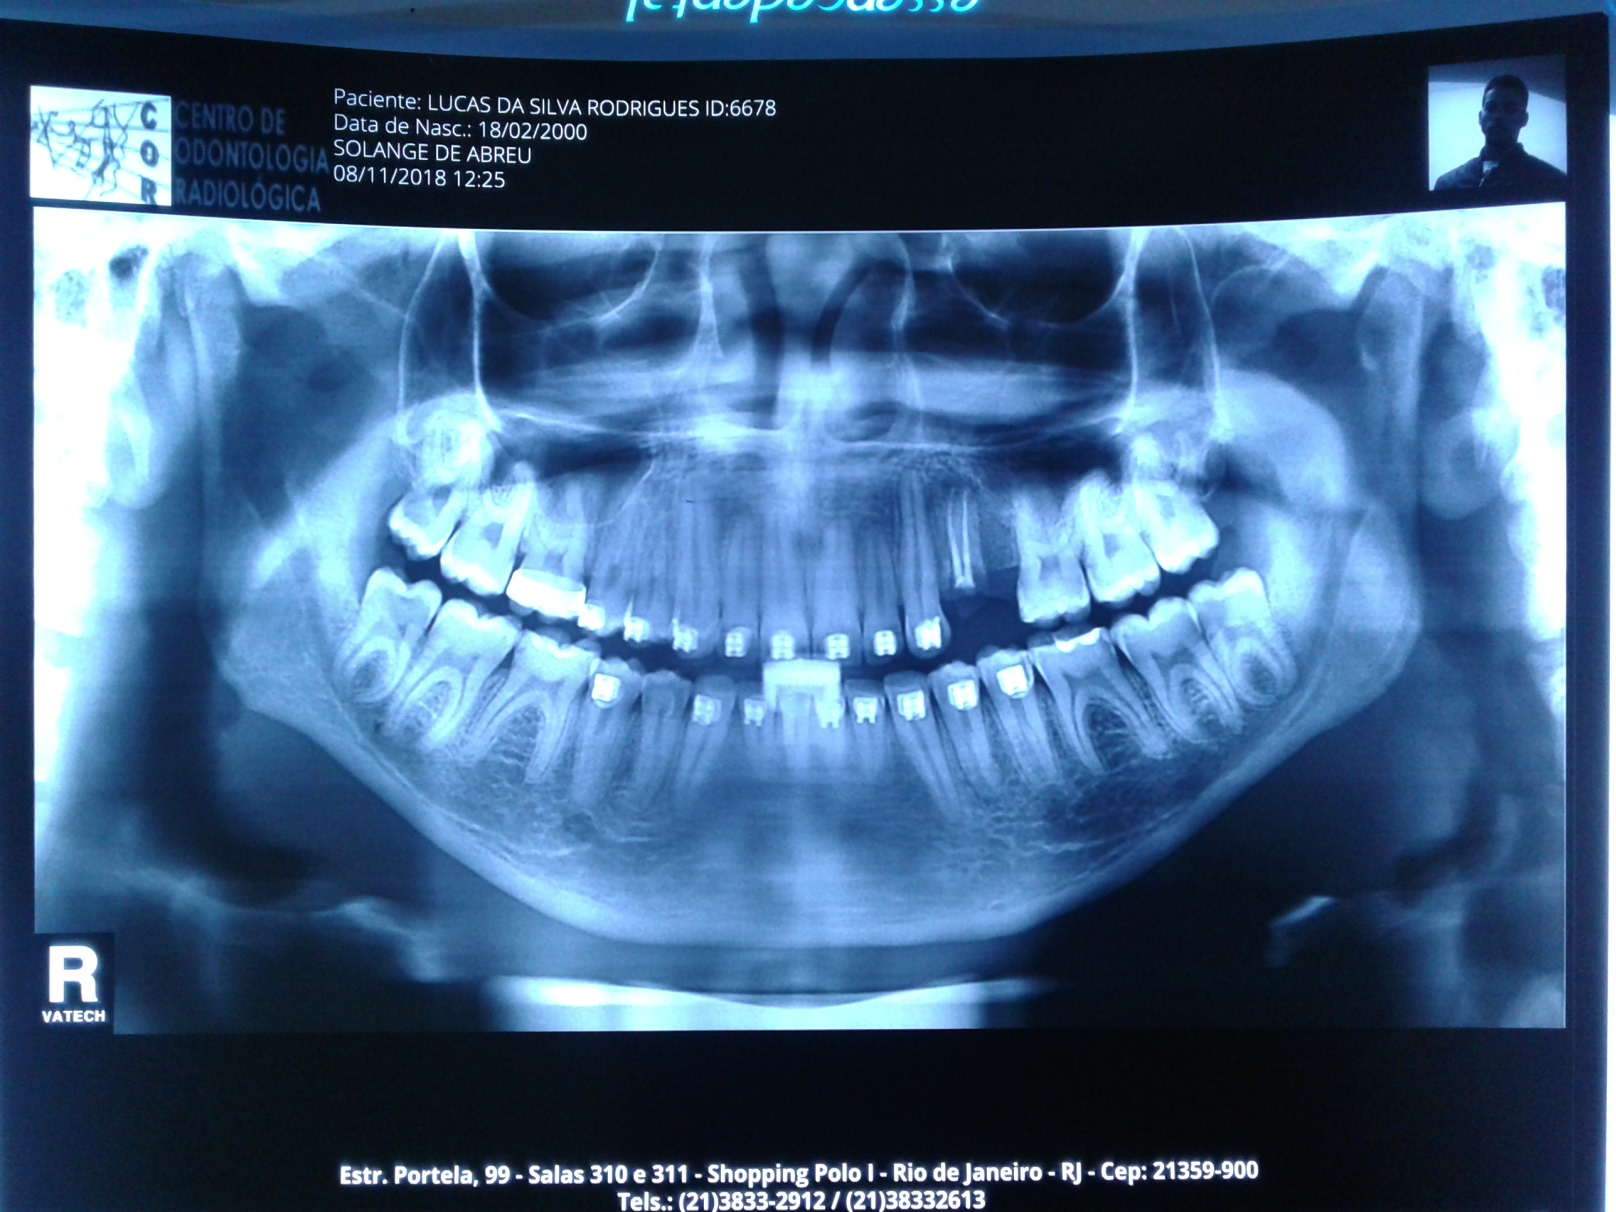 C
O
R
CENTRO DE
ODONTOLOGIA
RADIOLÓGICA
Paciente: LUCAS DA SILVA RODRIGUES ID:6678
Data de Nasc.: 18/02/2000
SOLANGE DE ABREU
08/11/2018 12:25
R
VATECH
Estr. Portela, 99 - Salas 310 e 311 - Shopping Polo I - Rio de Janeiro - RJ - Cep: 21359-900
Tels.: (21)3833-2912 / (21)38332613